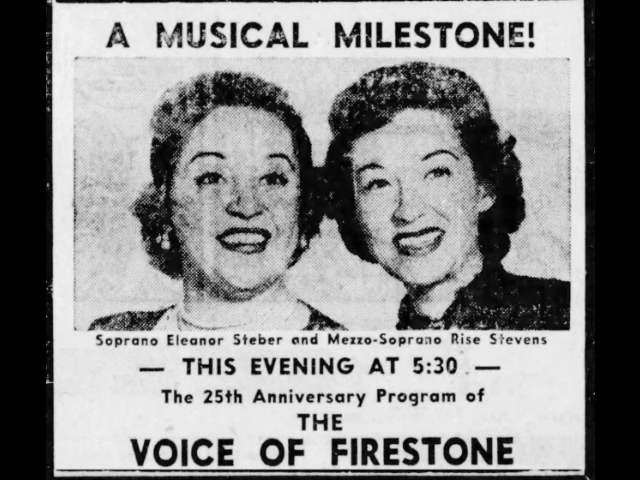 A MUSICAL MILESTONE!
Soprano Eleanor Steber and Mezzo-Soprano Rise Stevens
— THIS EVENING AT 5:30 —
The 25th Anniversary Program of
THE
VOICE OF FIRESTONE